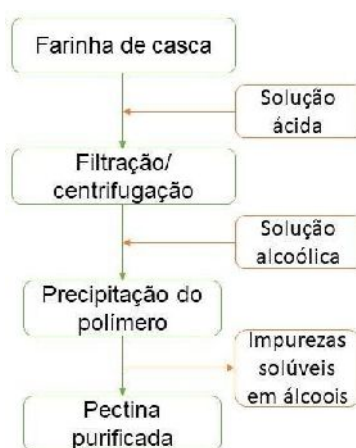 Farinha de casca
Solução
ácida
Filtração/
centrifugação
Solução
alcoólica
Precipitação do
polímero
Impurezas
solúveis
em álcoois
Pectina
purificada